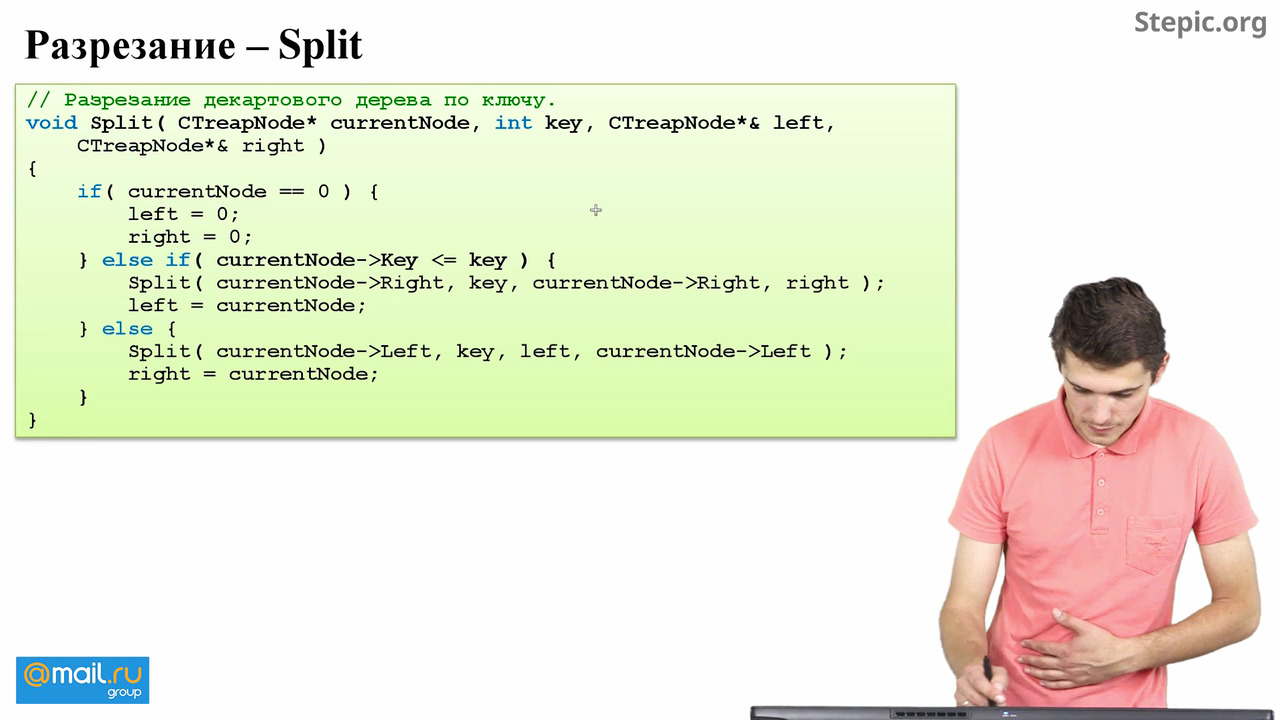 Разрезание – Split
Stepic.org
// Разрезание декартового дерева по ключу.
void Split( CTreapNode* currentNode, int key, CTreapNode*& left,
    CTreapNode*& right )
{
    if( currentNode == 0 ) {
        left = 0;
        right = 0;
    } else if( currentNode->Key <= key ) {
        Split( currentNode->Right, key, currentNode->Right, right );
        left = currentNode;
    } else {
        Split( currentNode->Left, key, left, currentNode->Left );
        right = currentNode;
    }
}
@mail.ru
group